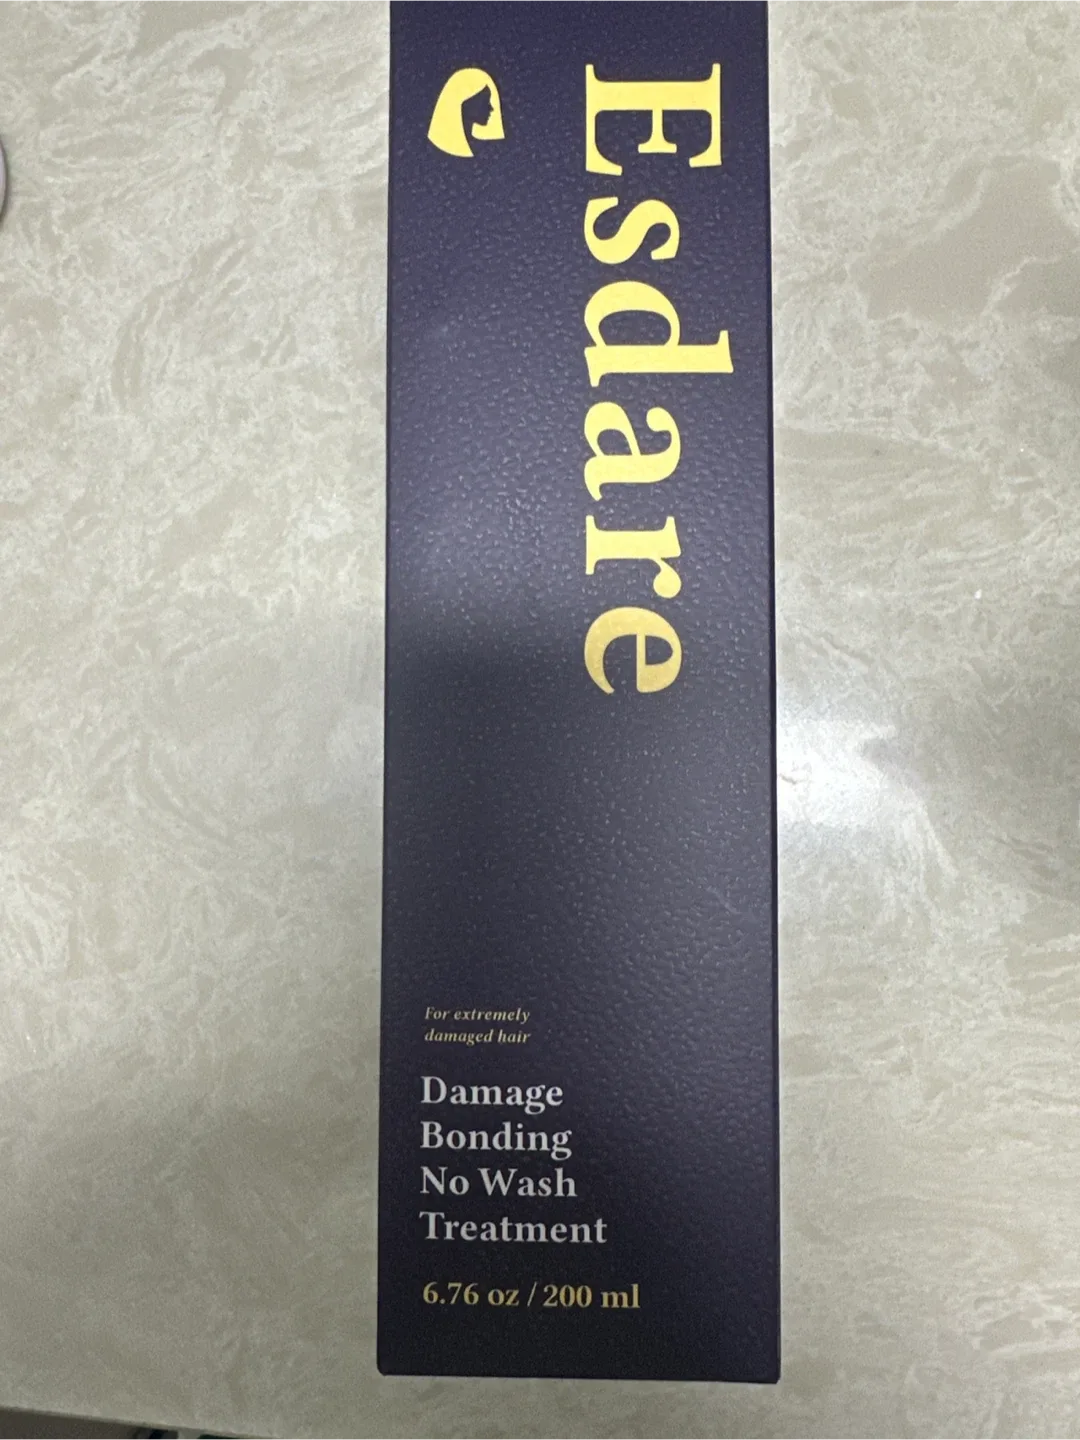 Esdare
For extremely
damaged hair
Damage
Bonding
No Wash
Treatment
6.76 oz / 200 ml